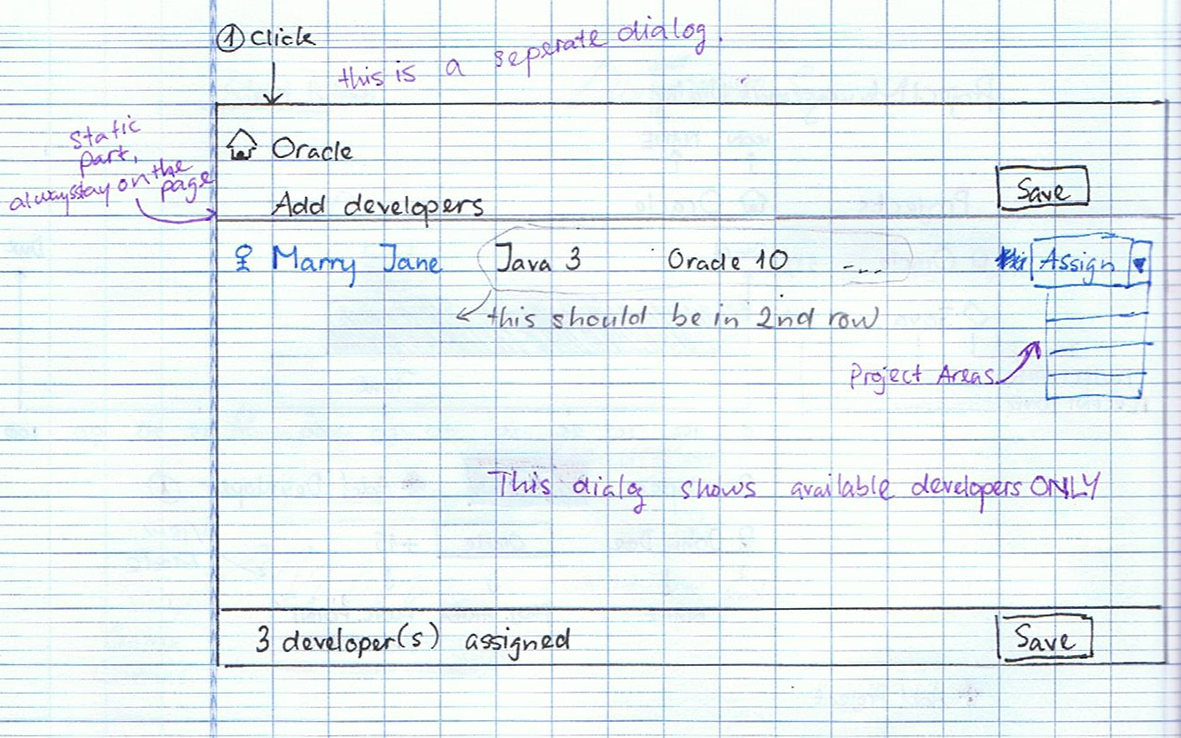 ① Click
this is a seperate dialog.
Static
part,
always stay on the
page
Oracle
Add developers
Save
Marry Jane Java 3 Oracle 10 ---
Assign
this should be in 2nd row
Project Areas
This dialog shows available developers ONLY
3 developer(s) assigned
Save